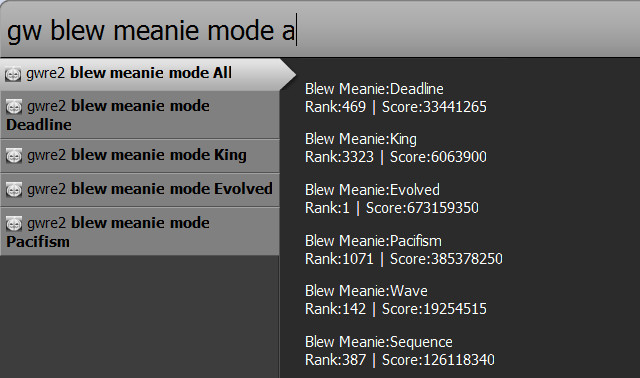 gw blew meanie mode a
gwre2 blew meanie mode All
gwre2 blew meanie mode
Deadline
gwre2 blew meanie mode King
gwre2 blew meanie mode Evolved
gwre2 blew meanie mode
Pacifism
Blew Meanie:Deadline
Rank:469 | Score:33441265
Blew Meanie:King
Rank:3323 | Score:6063900
Blew Meanie:Evolved
Rank:1 | Score:673159350
Blew Meanie:Pacifism
Rank:1071 | Score:385378250
Blew Meanie:Wave
Rank:142 | Score:19254515
Blew Meanie:Sequence
Rank:387 | Score:126118340